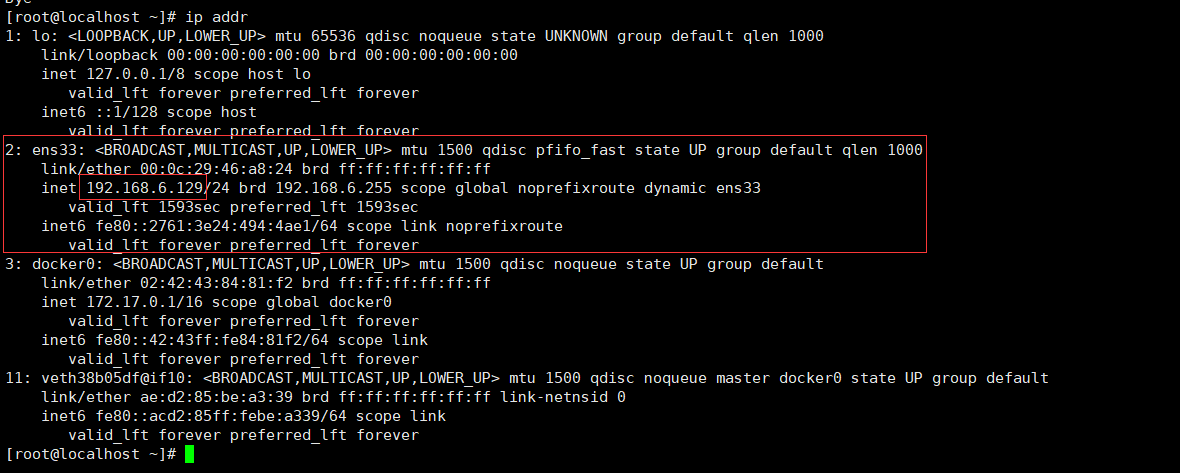 Bye
[root@localhost ~]# ip addr
1: lo: <LOOPBACK,UP,LOWER_UP> mtu 65536 qdisc noqueue state UNKNOWN group default qlen 1000
    link/loopback 00:00:00:00:00:00 brd 00:00:00:00:00:00
    inet 127.0.0.1/8 scope host lo
       valid_lft forever preferred_lft forever
    inet6 ::1/128 scope host
       valid_lft forever preferred_lft forever
2: ens33: <BROADCAST,MULTICAST,UP,LOWER_UP> mtu 1500 qdisc pfifo_fast state UP group default qlen 1000
    link/ether 00:0c:29:46:a8:24 brd ff:ff:ff:ff:ff:ff
    inet 192.168.6.129/24 brd 192.168.6.255 scope global noprefixroute dynamic ens33
       valid_lft 1593sec preferred_lft 1593sec
    inet6 fe80::2761:3e24:494:4ae1/64 scope link noprefixroute
       valid_lft forever preferred_lft forever
3: docker0: <BROADCAST,MULTICAST,UP,LOWER_UP> mtu 1500 qdisc noqueue state UP group default
    link/ether 02:42:43:84:81:f2 brd ff:ff:ff:ff:ff:ff
    inet 172.17.0.1/16 scope global docker0
       valid_lft forever preferred_lft forever
    inet6 fe80::42:43ff:fe84:81f2/64 scope link
       valid_lft forever preferred_lft forever
11: veth38b05df@if10: <BROADCAST,MULTICAST,UP,LOWER_UP> mtu 1500 qdisc noqueue master docker0 state UP group default
    link/ether ae:d2:85:be:a3:39 brd ff:ff:ff:ff:ff:ff link-netnsid 0
    inet6 fe80::acd2:85ff:febe:a339/64 scope link
       valid_lft forever preferred_lft forever
[root@localhost ~]#